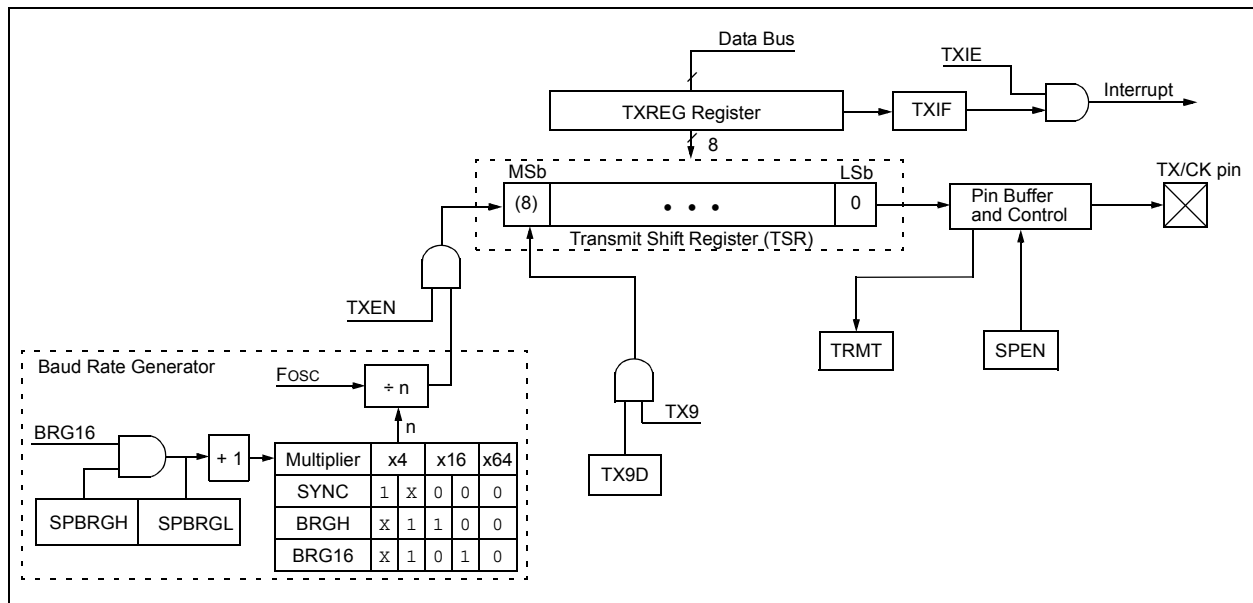 Data Bus
TXIE
Interrupt
TXREG Register
TXIF
8
MSb
LSb
TX/CK pin
(8)
• • •
0
Pin Buffer
and Control
Transmit Shift Register (TSR)
TXEN
TRMT
SPEN
Baud Rate Generator
FOSC
÷ n
n
TX9
BRG16
+ 1
Multiplier x4 x16 x64
TX9D
SYNC 1 X 0 0 0
SPBRGH SPBRGL
BRGH X 1 1 0 0
BRG16 X 1 0 1 0